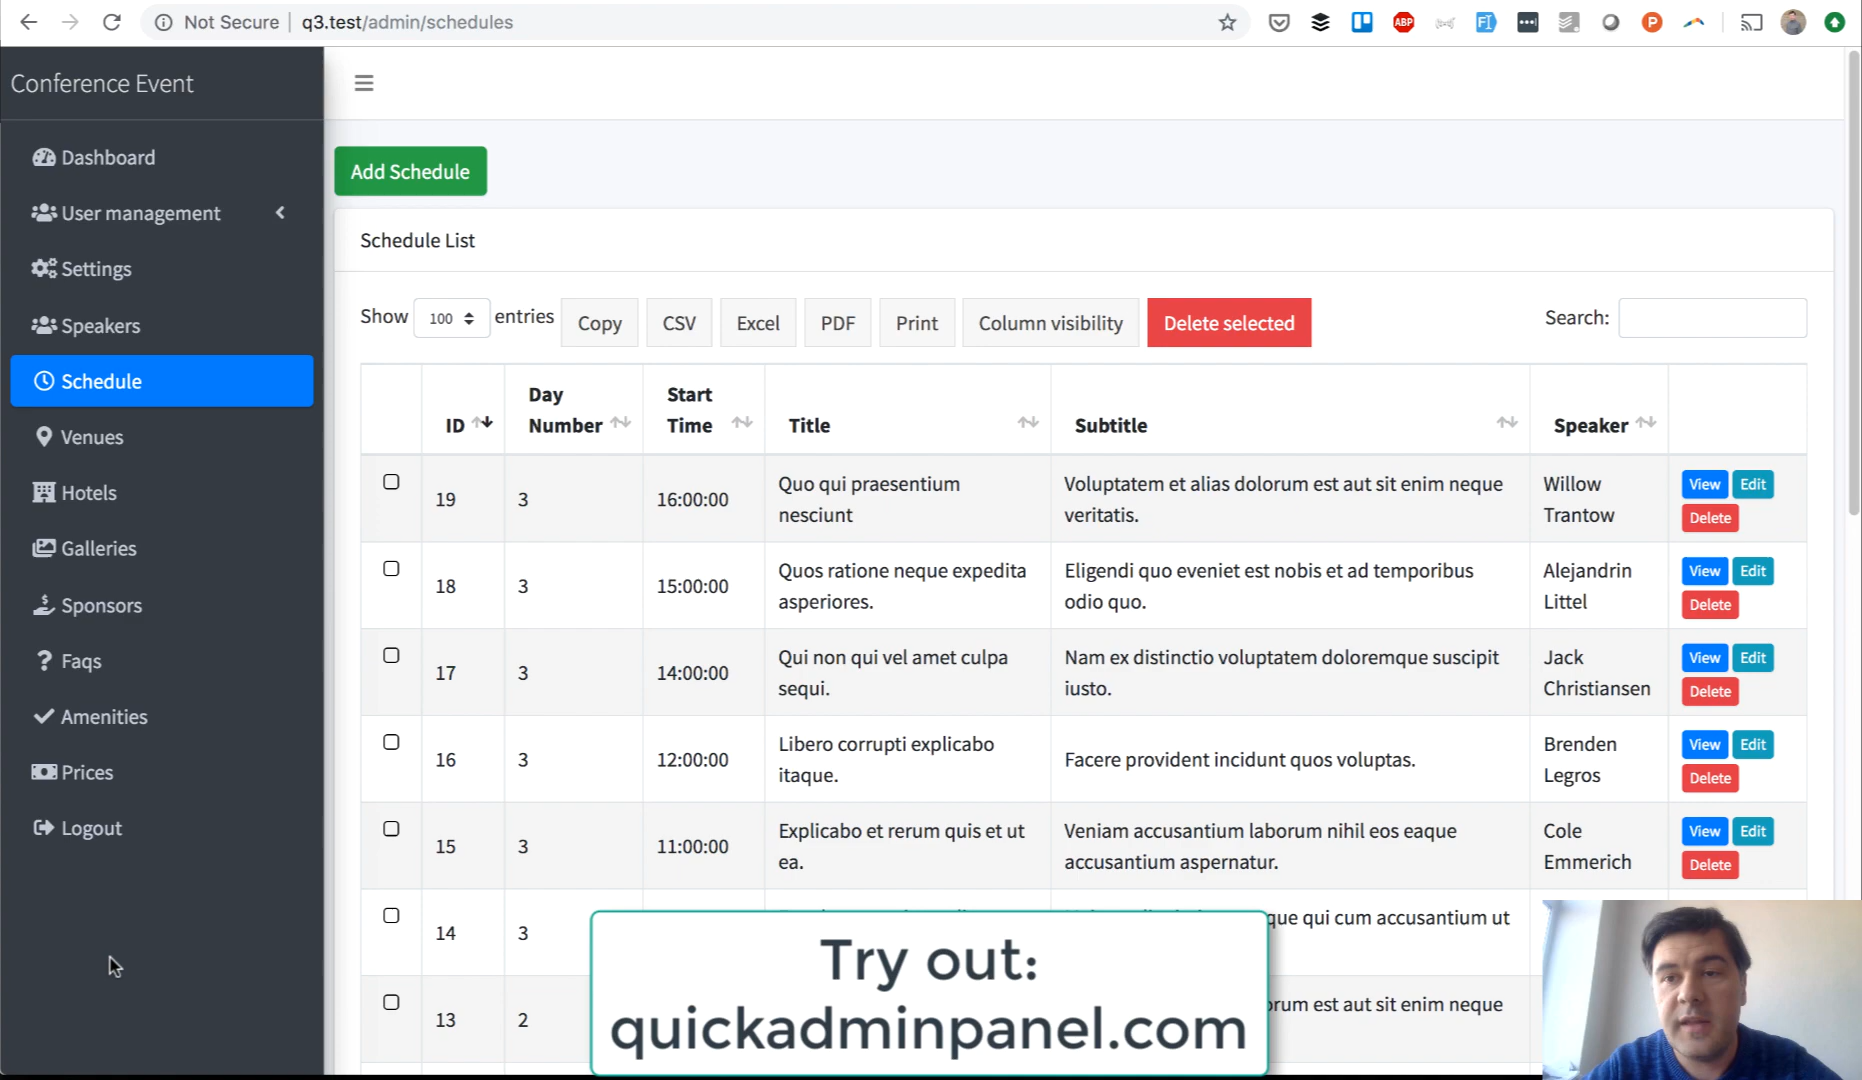 Not Secure | q3.test/admin/schedules
ABP
F
P
Conference Event
Dashboard
User management
Settings
Speakers
Schedule
Venues
Hotels
Galleries
Sponsors
Faqs
Amenities
Prices
Logout
Add Schedule
Schedule List
Show 100 entries Copy CSV Excel PDF Print Column visibility Delete selected Search:
ID Day Number Start Time Title Subtitle Speaker
19 3 16:00:00 Quo qui praesentium nesciunt Voluptatem et alias dolorum est aut sit enim neque veritatis. Willow Trantow View Edit Delete
18 3 15:00:00 Quos ratione neque expedita asperiores. Eligendi quo eveniet est nobis et ad temporibus odio quo. Alejandrin Littel View Edit Delete
17 3 14:00:00 Qui non qui vel amet culpa sequi. Nam ex distinctio voluptatem doloremque suscipit iusto. Jack Christiansen View Edit Delete
16 3 12:00:00 Libero corrupti explicabo itaque. Facere provident incidunt quos voluptas. Brenden Legros View Edit Delete
15 3 11:00:00 Explicabo et rerum quis et ut ea. Veniam accusantium laborum nihil eos eaque accusantium aspernatur. Cole Emmerich View Edit Delete
14 3 que qui cum accusantium ut
13 2 est aut sit enim neque
Try out:
quickadminpanel.com